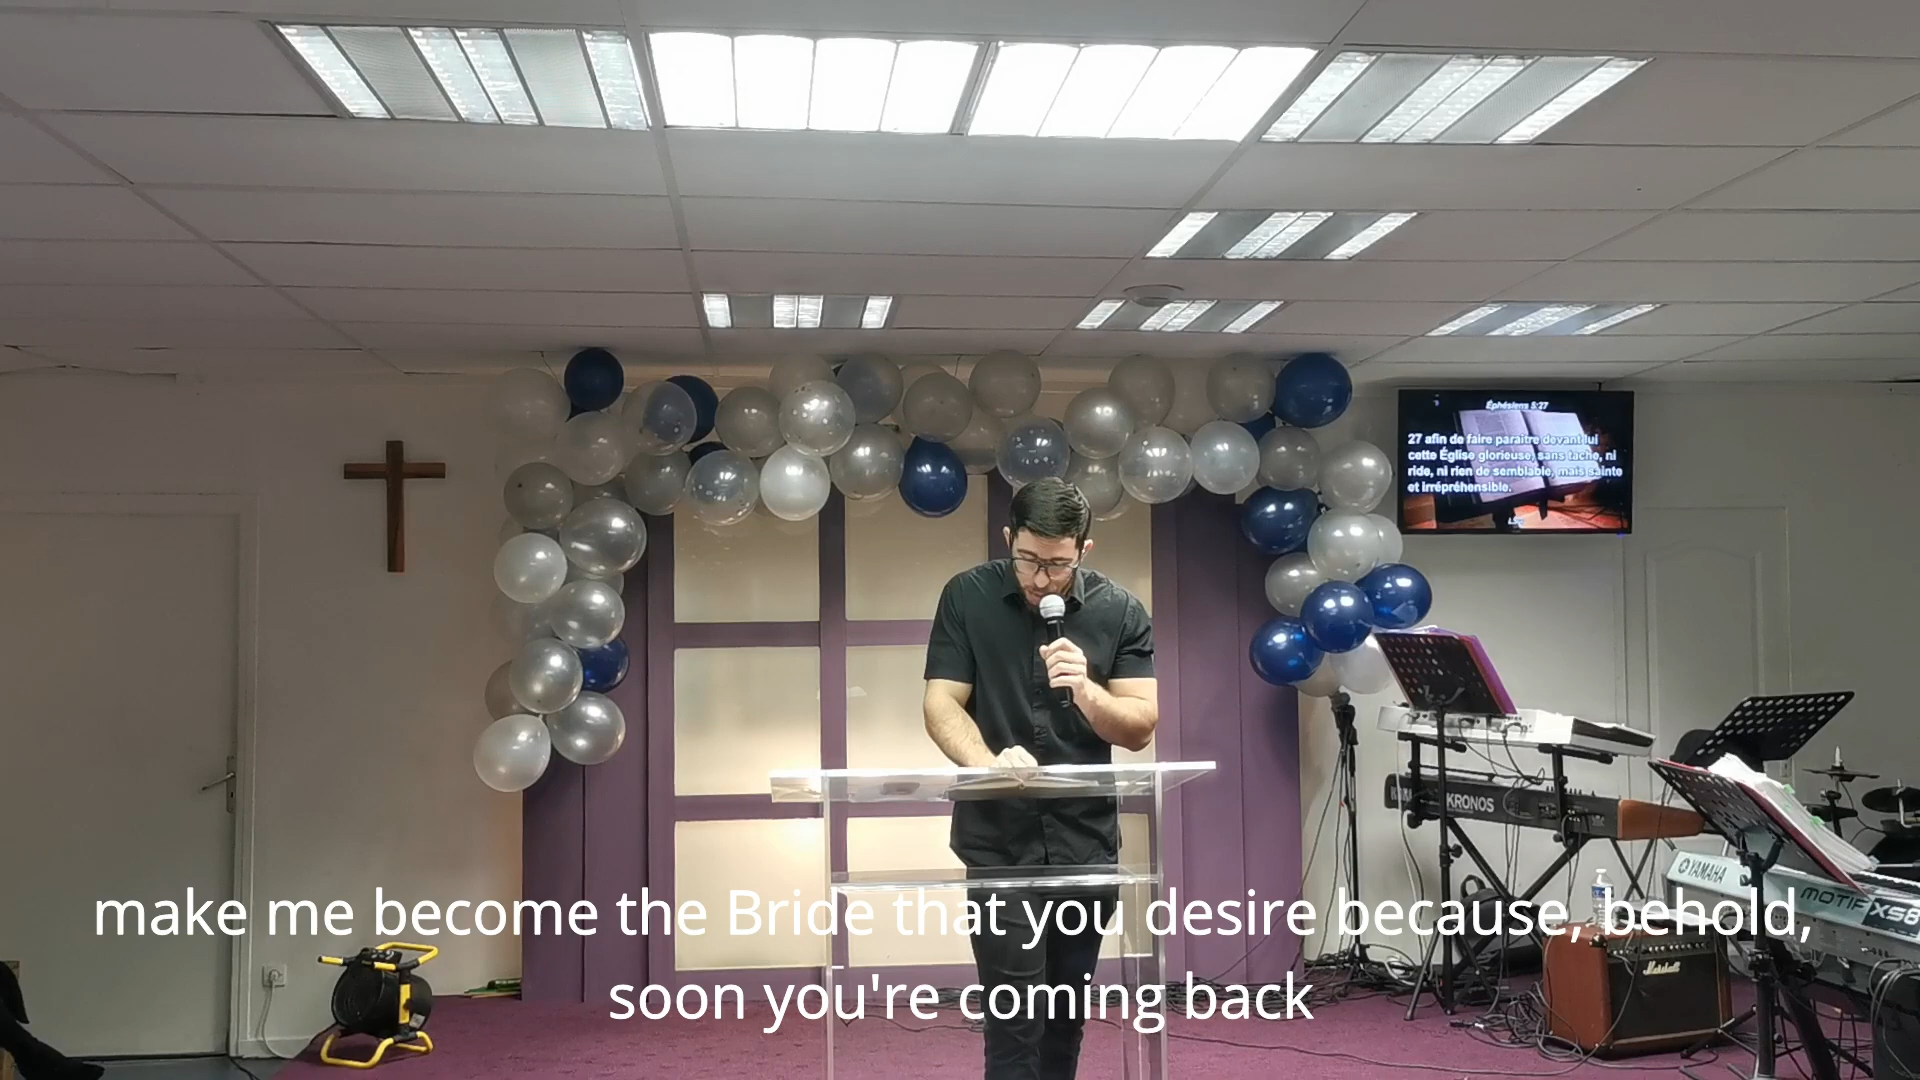 Éphésiens 5:27
27 afin de faire paraître devant lui
cette Église glorieuse, sans tache, ni
ride, ni rien de semblable, mais sainte
et irrépréhensible.
KRONOS
YAMAHA
MOTIF XS8
Marshall
make me become the Bride that you desire because, behold,
soon you're coming back